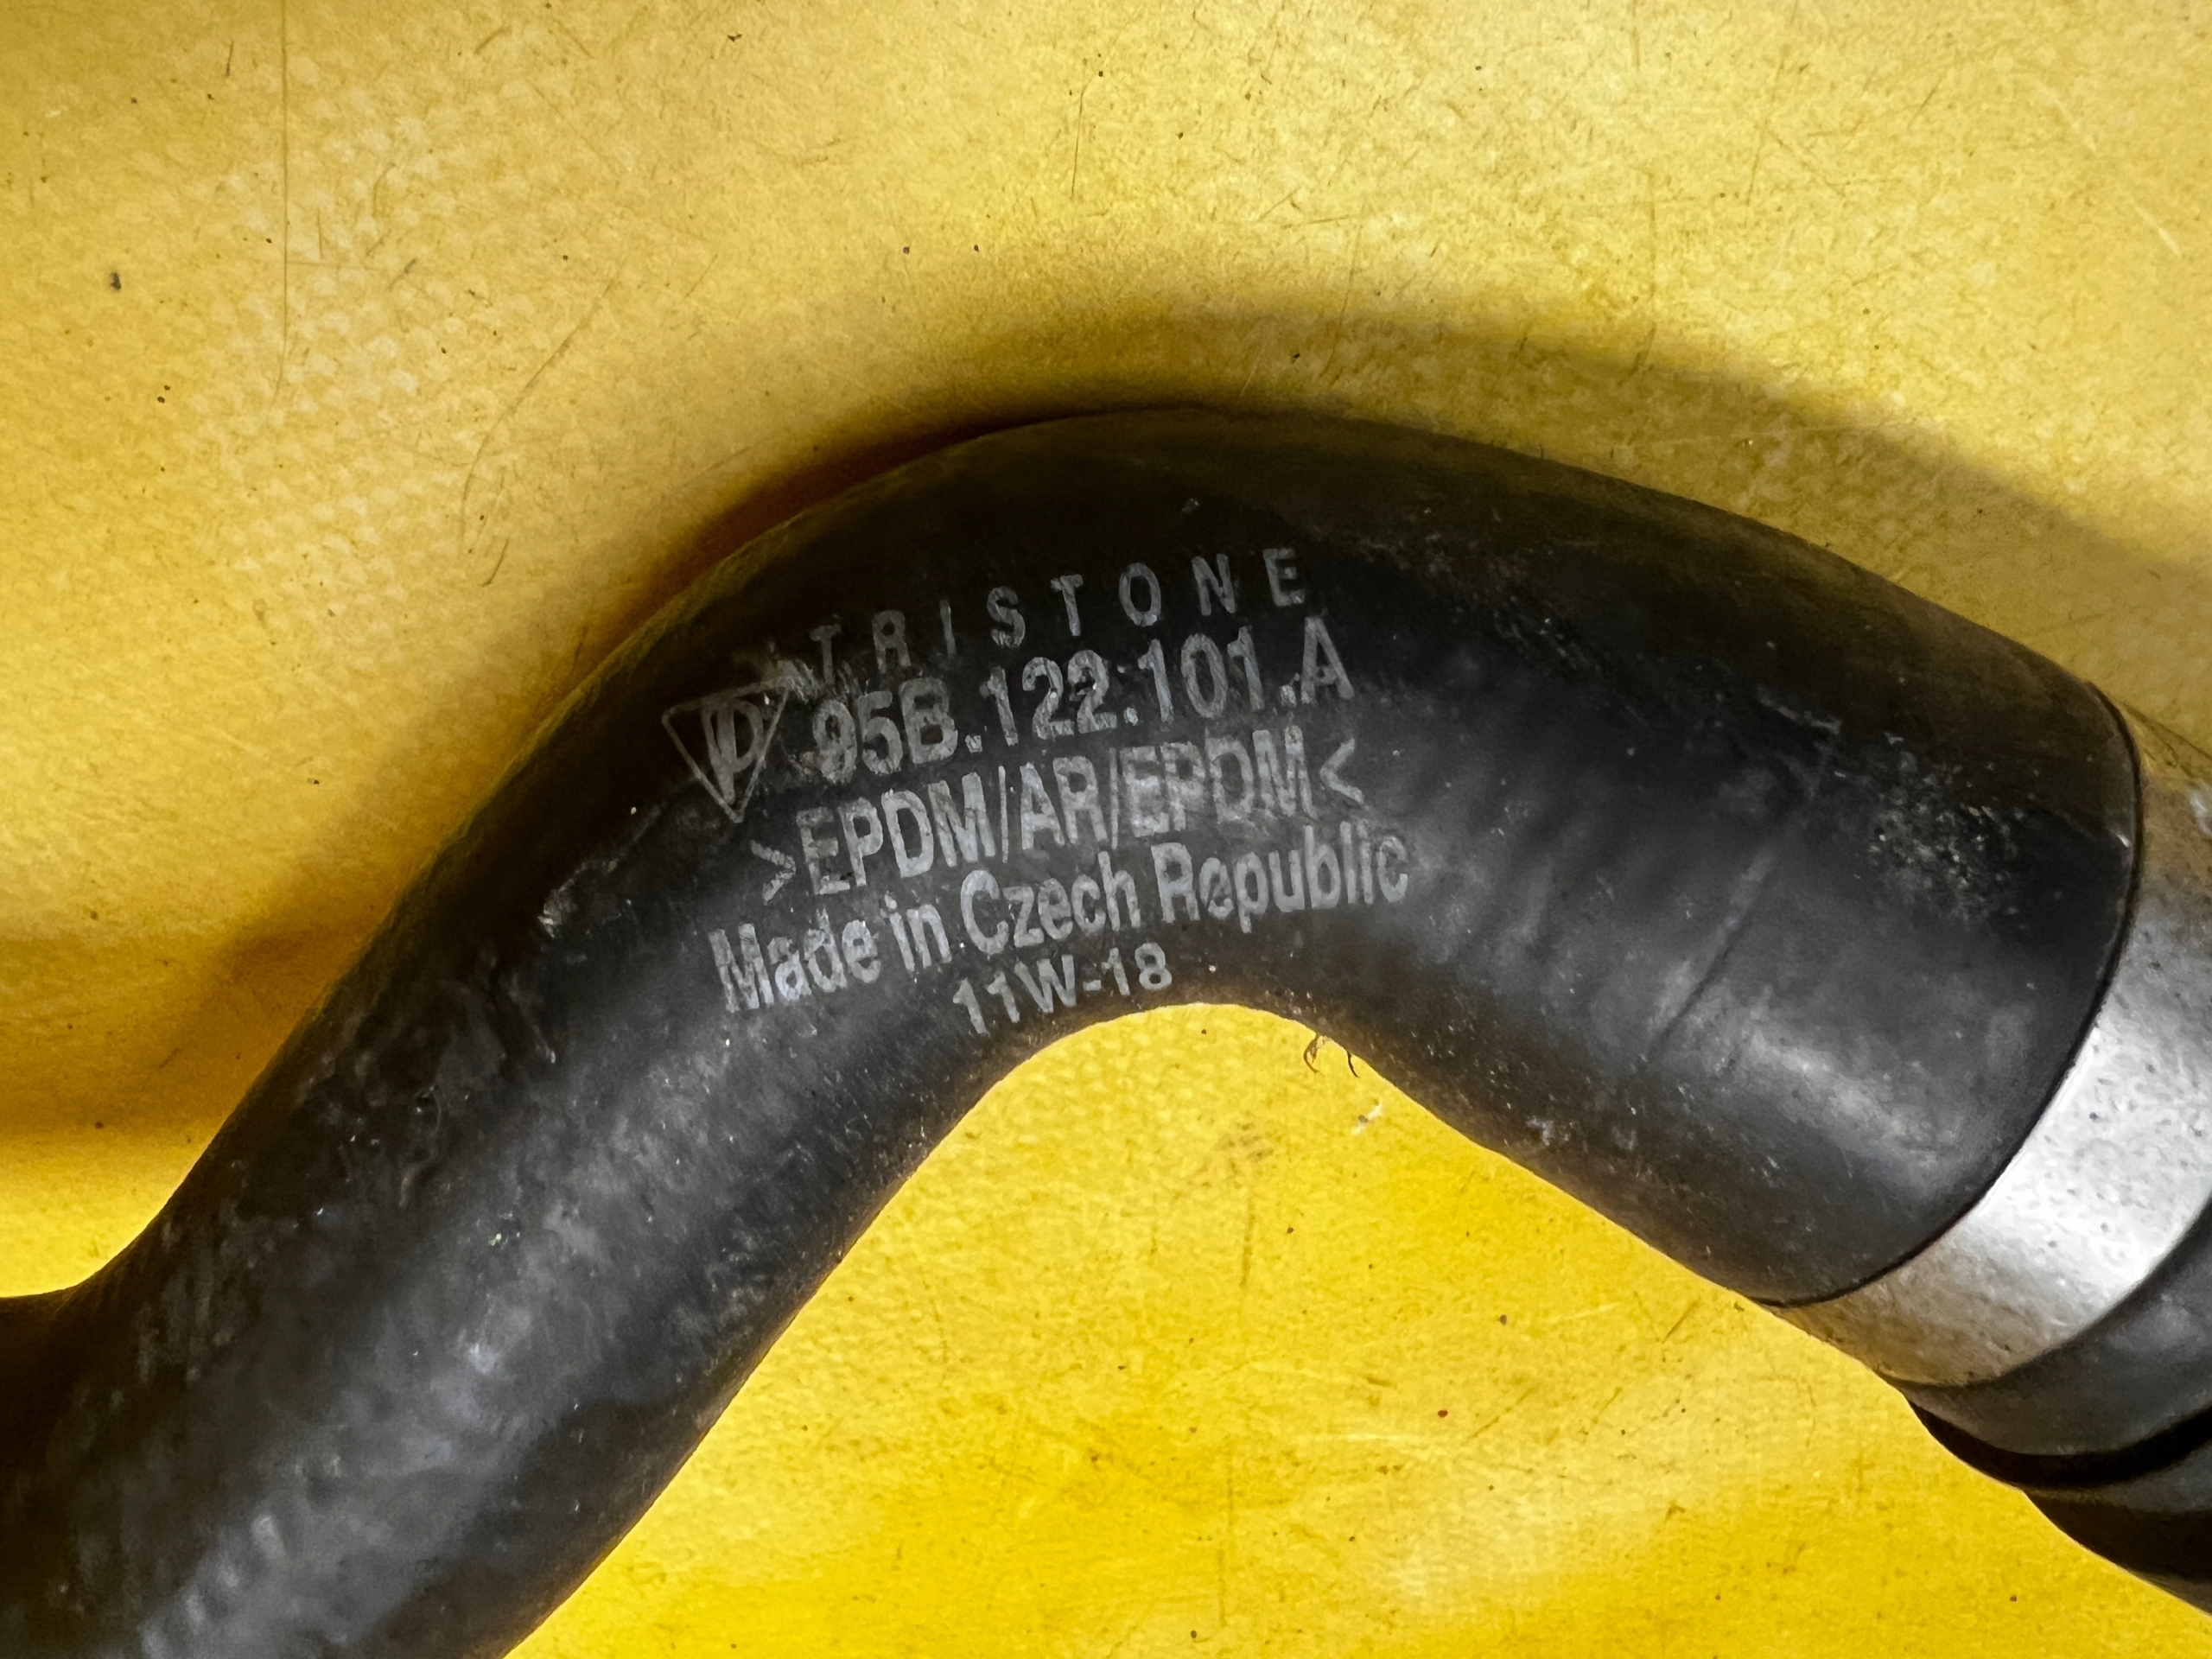 TRISTONE
95B.122.101.A
>EPDM/AR/EPDM<
Made in Czech Republic
11W-18